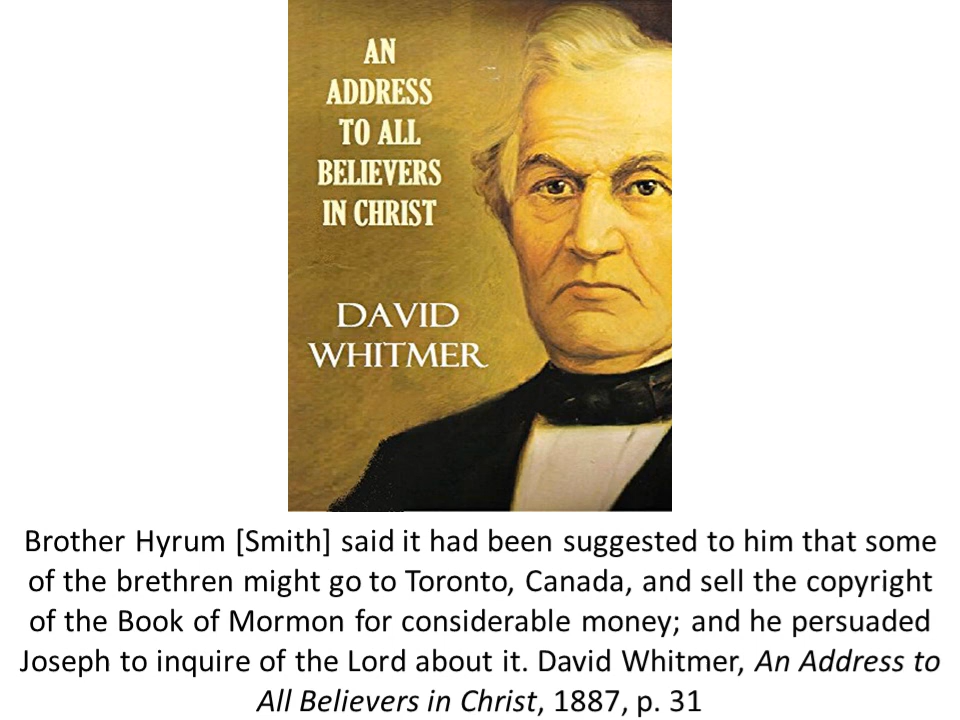 AN
ADDRESS
TO ALL
BELIEVERS
IN CHRIST
DAVID
WHITMER
Brother Hyrum [Smith] said it had been suggested to him that some
of the brethren might go to Toronto, Canada, and sell the copyright
of the Book of Mormon for considerable money; and he persuaded
Joseph to inquire of the Lord about it. David Whitmer, An Address to
All Believers in Christ, 1887, p. 31